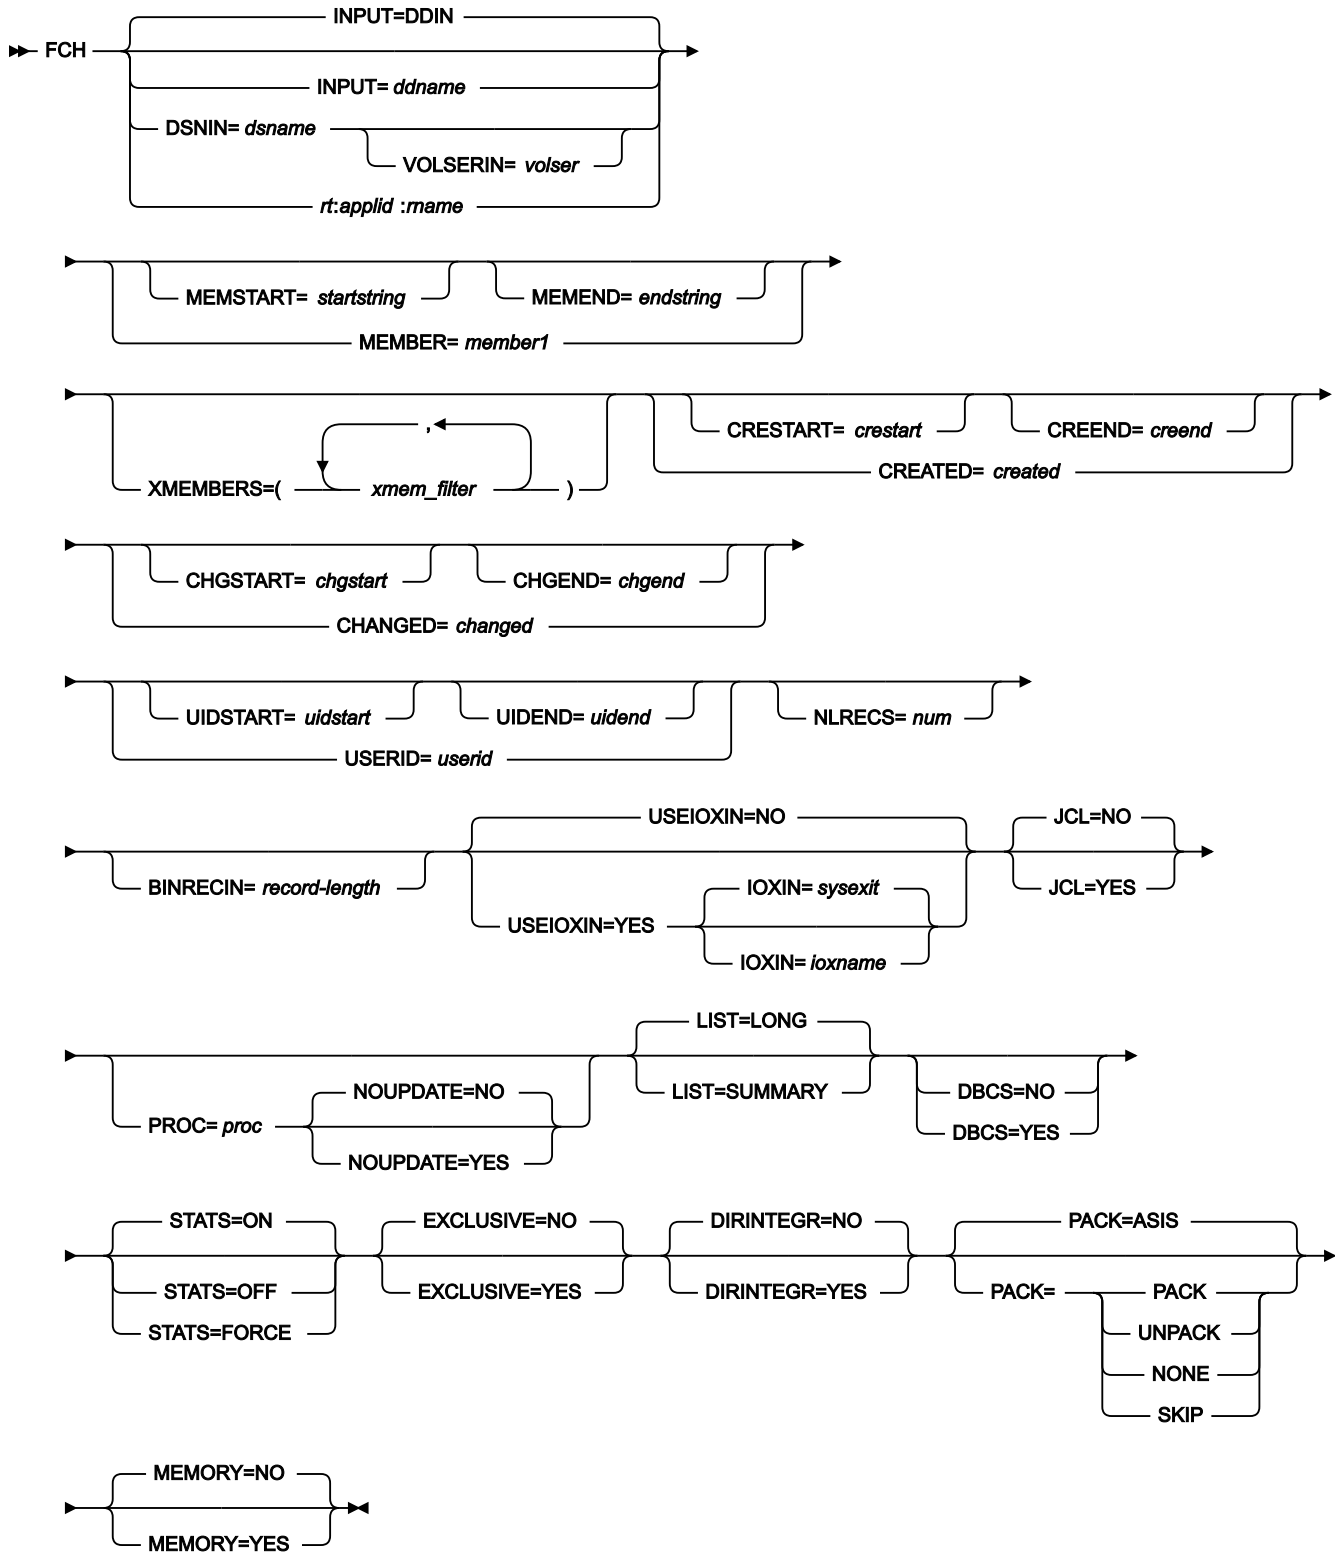 INPUT=DDIN
FCH
INPUT= ddname
DSNIN= dsname
VOLSERIN= volser
rt:applid :rname
MEMSTART= startstring MEMEND= endstring
MEMBER= member1
,
XMEMBERS=( xmem_filter )
CRESTART= crestart CREEND= creend
CREATED= created
CHGSTART= chgstart CHGEND= chgend
CHANGED= changed
UIDSTART= uidstart UIDEND= uidend NLRECS= num
USERID= userid
USEIOXIN=NO JCL=NO
BINRECIN= record-length IOXIN= sysexit JCL=YES
USEIOXIN=YES
IOXIN= ioxname
LIST=LONG
NOUPDATE=NO LIST=SUMMARY DBCS=NO
PROC= proc DBCS=YES
NOUPDATE=YES
STATS=ON EXCLUSIVE=NO DIRINTEGR=NO PACK=ASIS
STATS=OFF EXCLUSIVE=YES DIRINTEGR=YES PACK= PACK
STATS=FORCE UNPACK
NONE
SKIP
MEMORY=NO
MEMORY=YES